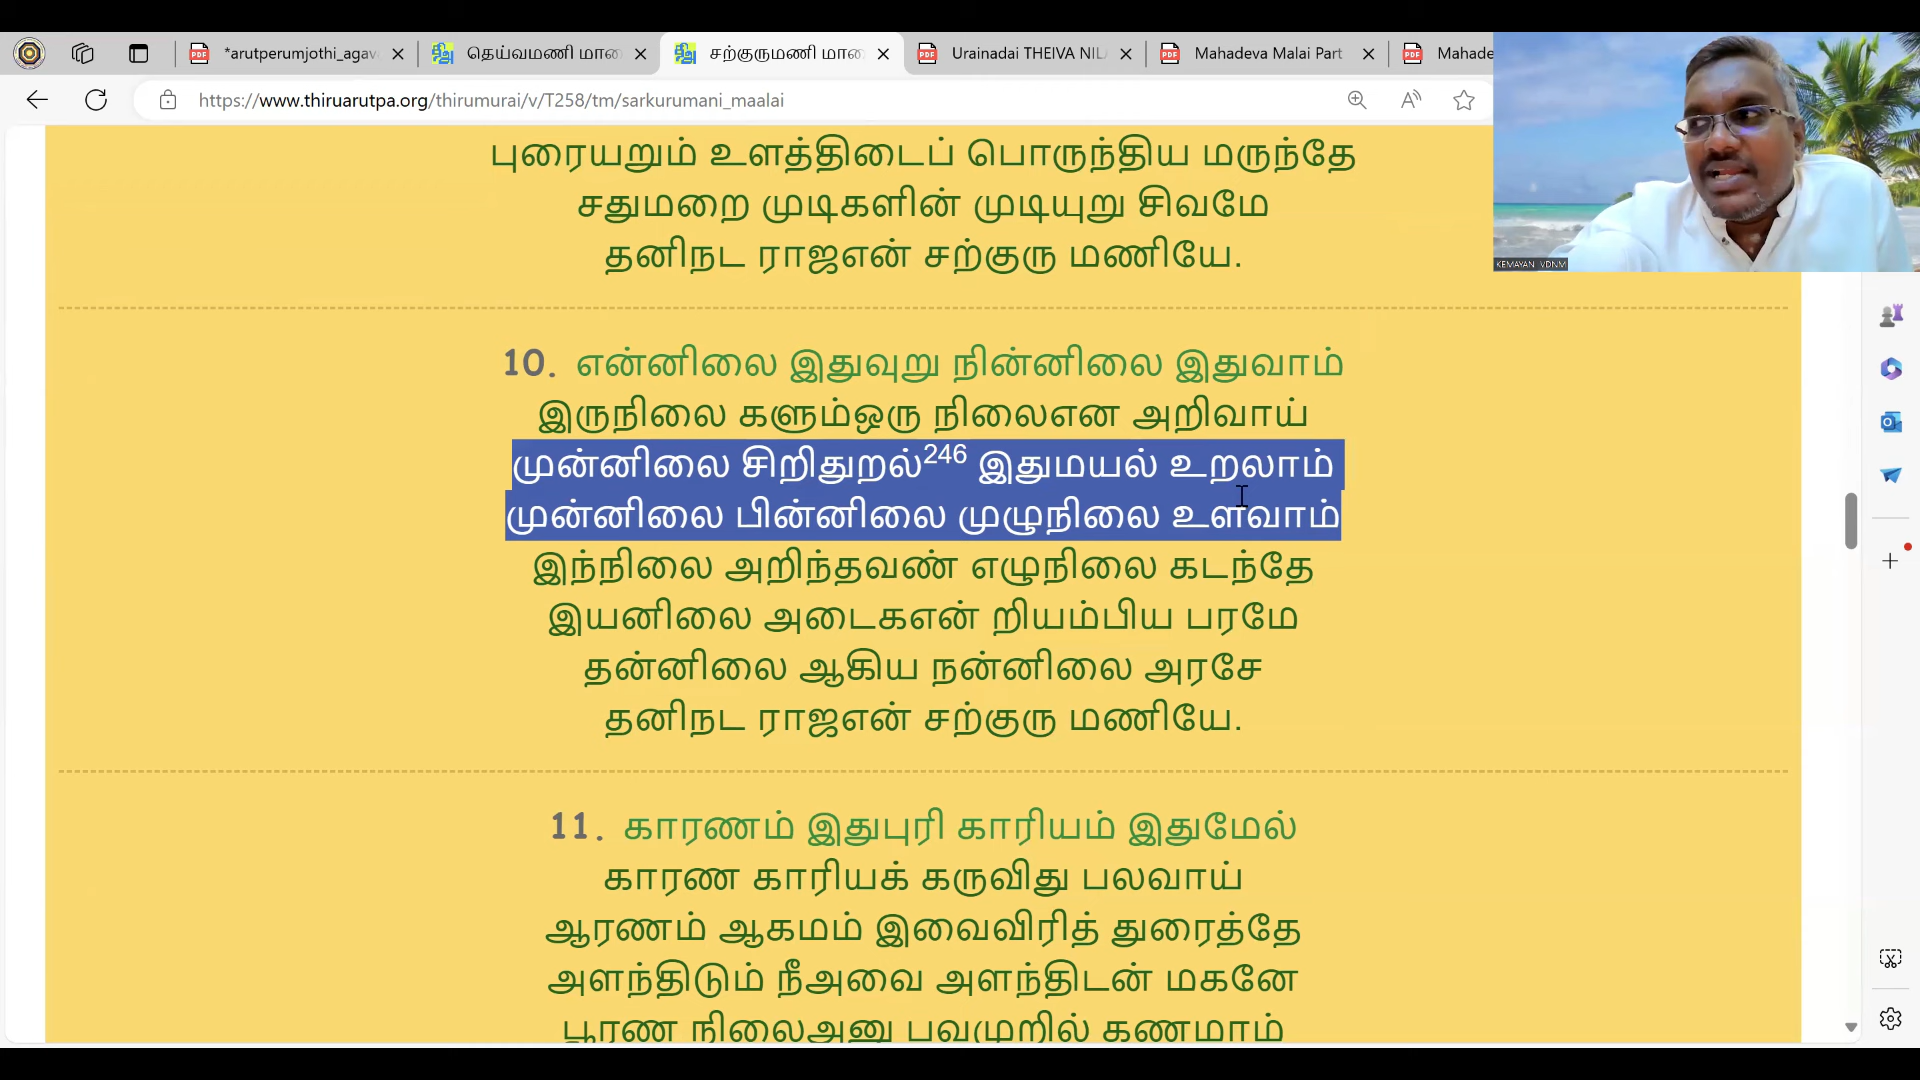 *arutperumjothi_agav
தெய்வமணி மாலை
சற்குருமணி மாலை
Urainadai THEIVA NIL
Mahadeva Malai Part
Mahade
https://www.thiruarutpa.org/thirumurai/v/T258/tm/sarkurumani_maalai
KEMAYAN VDNM
புரையறும் உளத்திடைப் பொருந்திய மருந்தே
சதுமறை முடிகளின் முடியுறு சிவமே
தனிநட ராஜஎன் சற்குரு மணியே.
10. என்னிலை இதுவுறு நின்னிலை இதுவாம்
இருநிலை களும்ஒரு நிலைஎன அறிவாய்
முன்னிலை சிறிதுறல்246 இதுமயல் உறலாம்
முன்னிலை பின்னிலை முழுநிலை உளவாம்
இந்நிலை அறிந்தவண் எழுநிலை கடந்தே
இயனிலை அடைகஎன் றியம்பிய பரமே
தன்னிலை ஆகிய நன்னிலை அரசே
தனிநட ராஜஎன் சற்குரு மணியே.
11. காரணம் இதுபுரி காரியம் இதுமேல்
காரண காரியக் கருவிது பலவாய்
ஆரணம் ஆகமம் இவைவிரித் துரைத்தே
அளந்திடும் நீஅவை அளந்திடன் மகனே
பூரண நிலைஅனு பவமுறில் கணமாம்